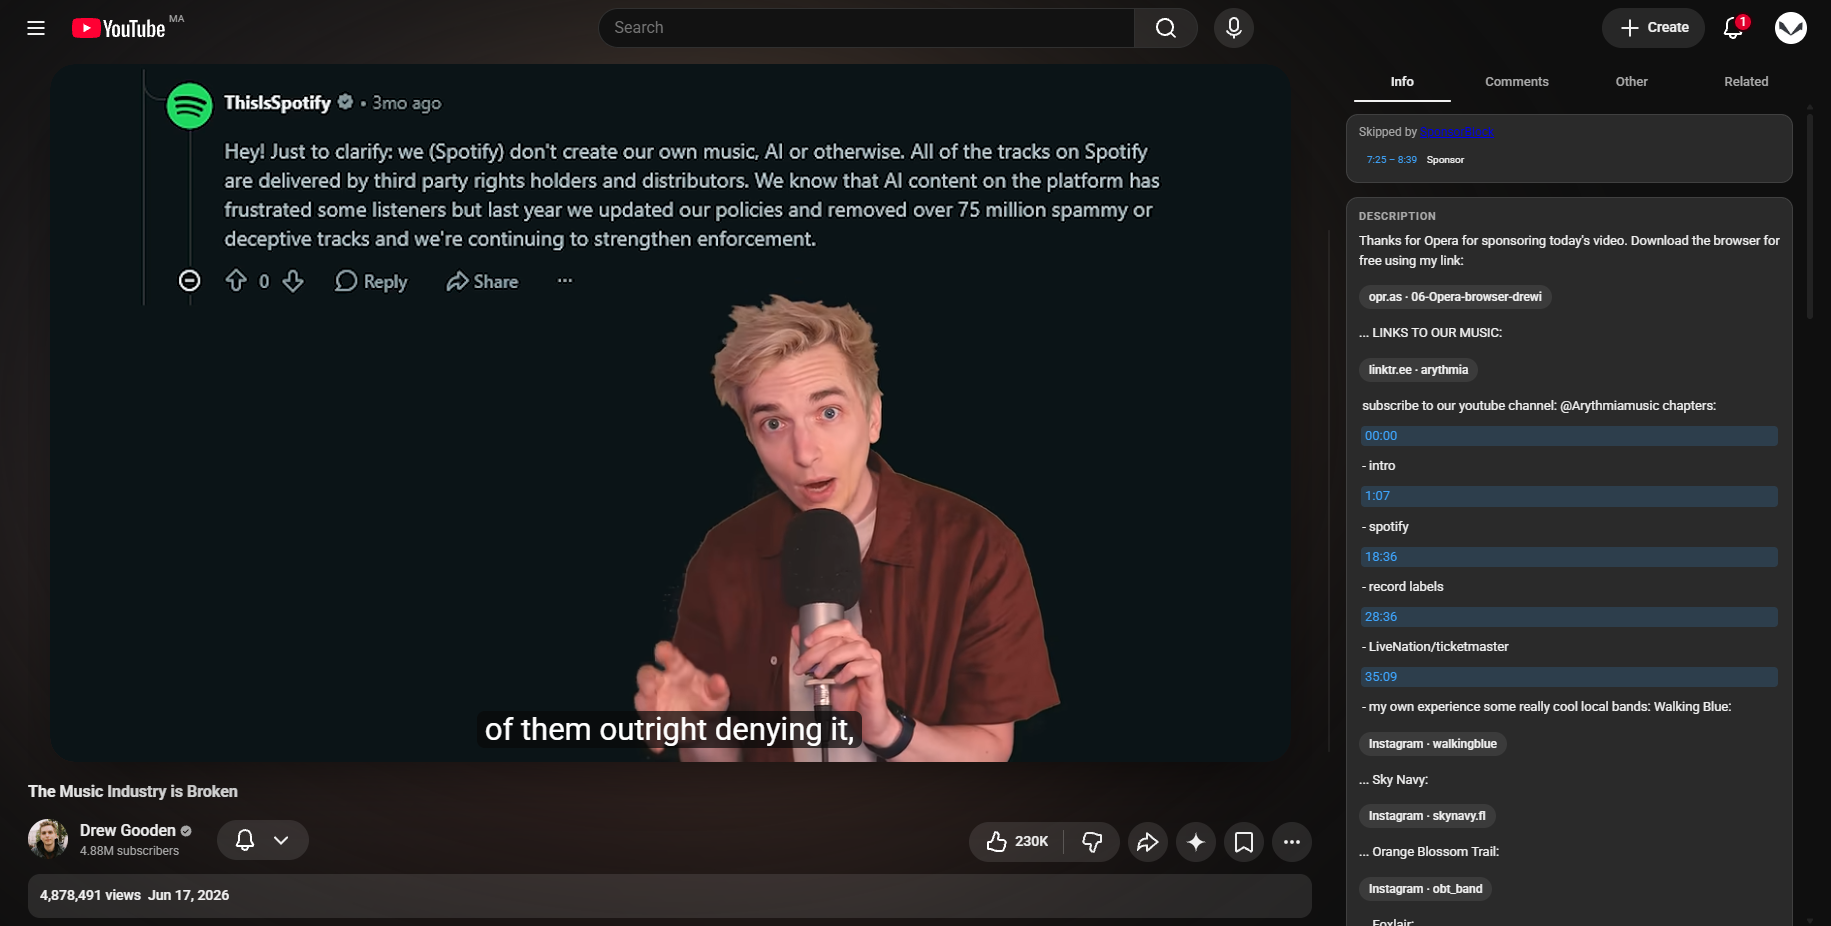 YouTube MA
Search
Create
1
ThisIsSpotify • 3mo ago
Hey! Just to clarify: we (Spotify) don't create our own music, AI or otherwise. All of the tracks on Spotify
are delivered by third party rights holders and distributors. We know that AI content on the platform has
frustrated some listeners but last year we updated our policies and removed over 75 million spammy or
deceptive tracks and we're continuing to strengthen enforcement.
0 Reply Share ...
of them outright denying it,
The Music Industry is Broken
Drew Gooden
4.88M subscribers
230K
4,878,491 views Jun 17, 2026
Info Comments Other Related
Skipped by SponsorBlock
7:25 – 8:39 Sponsor
DESCRIPTION
Thanks for Opera for sponsoring today's video. Download the browser for
free using my link:
opr.as · 06-Opera-browser-drewi
... LINKS TO OUR MUSIC:
linktr.ee · arythmia
subscribe to our youtube channel: @Arythmiamusic chapters:
00:00
- intro
1:07
- spotify
18:36
- record labels
28:36
- LiveNation/ticketmaster
35:09
- my own experience some really cool local bands: Walking Blue:
Instagram · walkingblue
... Sky Navy:
Instagram · skynavy.fl
... Orange Blossom Trail:
Instagram · obt_band
... Foxlair: